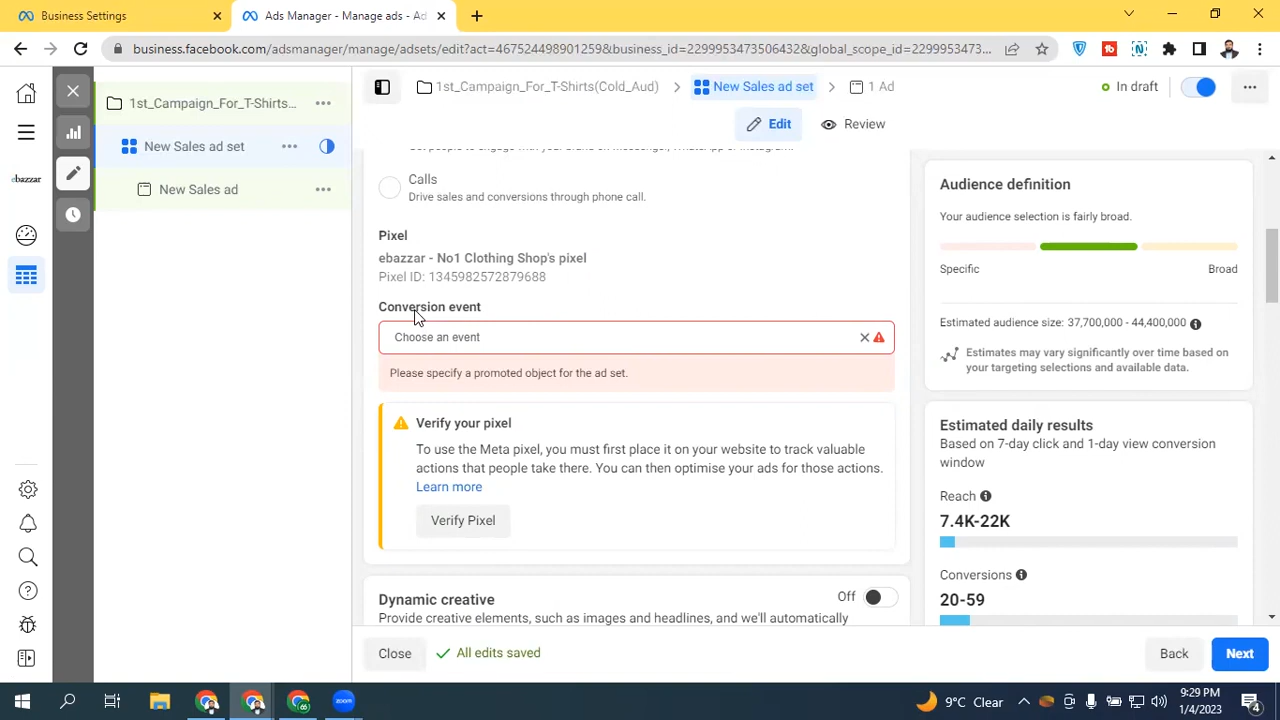 Business Settings
Ads Manager - Manage ads - Ad
business.facebook.com/adsmanager/manage/adsets/edit?act=467524498901259&business_id=2299953473506432&global_scope_id=2299953473...
1st_Campaign_For_T-Shirts(Cold_Aud)
New Sales ad set
1 Ad
In draft
Edit
Review
1st_Campaign_For_T-Shirts...
New Sales ad set
New Sales ad
ebazzar
Calls
Drive sales and conversions through phone call.
Pixel
ebazzar - No1 Clothing Shop's pixel
Pixel ID: 1345982572879688
Conversion event
Choose an event
Please specify a promoted object for the ad set.
Verify your pixel
To use the Meta pixel, you must first place it on your website to track valuable
actions that people take there. You can then optimise your ads for those actions.
Learn more
Verify Pixel
Dynamic creative
Off
Provide creative elements, such as images and headlines, and we'll automatically
Audience definition
Your audience selection is fairly broad.
Specific
Broad
Estimated audience size: 37,700,000 - 44,400,000
Estimates may vary significantly over time based on
your targeting selections and available data.
Estimated daily results
Based on 7-day click and 1-day view conversion
window
Reach
7.4K-22K
Conversions
20-59
Close
All edits saved
Back
Next
zoom
9°C Clear
9:29 PM
1/4/2023
4